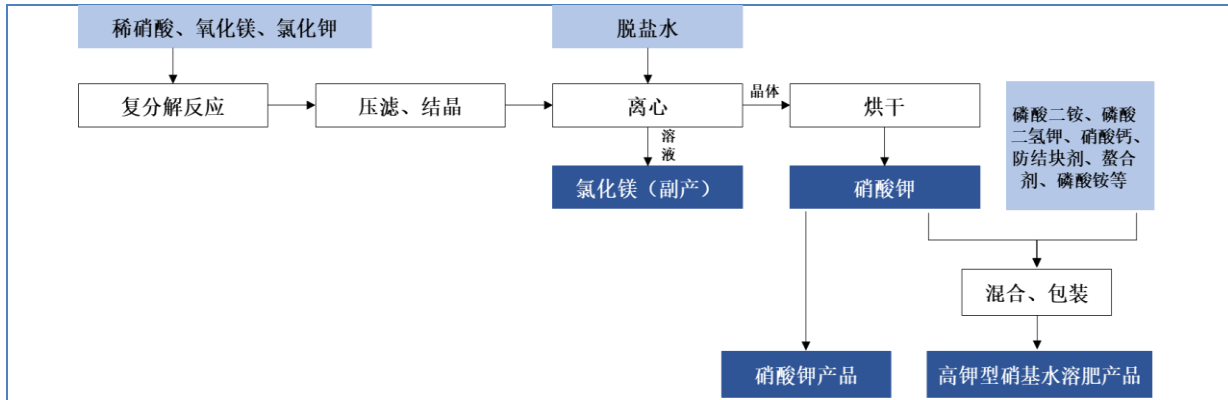 稀硝酸、氧化镁、氯化钾
脱盐水
复分解反应
压滤、结晶
离心
晶体
烘干
磷酸二铵、磷酸
二氢钾、硝酸钙、
防结块剂、螯合
剂、磷酸铵等
溶
液
氯化镁（副产）
硝酸钾
混合、包装
硝酸钾产品
高钾型硝基水溶肥产品